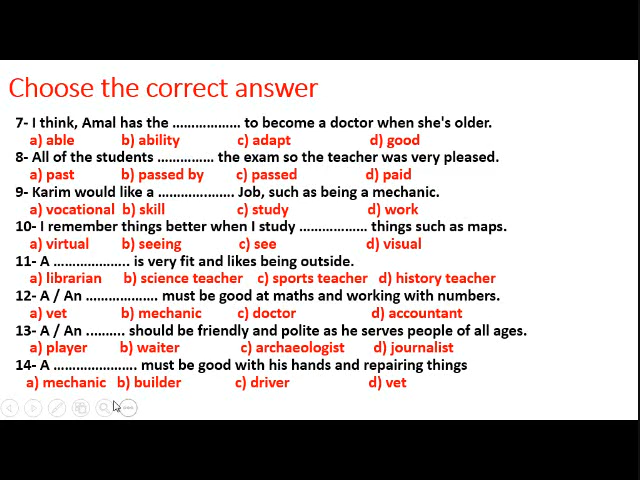 Choose the correct answer
7- I think, Amal has the ………………. to become a doctor when she's older.
a) able b) ability c) adapt d) good
8- All of the students …………… the exam so the teacher was very pleased.
a) past b) passed by c) passed d) paid
9- Karim would like a …………….…. Job, such as being a mechanic.
a) vocational b) skill c) study d) work
10- I remember things better when I study ………………. things such as maps.
a) virtual b) seeing c) see d) visual
11- A ……………….. is very fit and likes being outside.
a) librarian b) science teacher c) sports teacher d) history teacher
12- A / An ………………. must be good at maths and working with numbers.
a) vet b) mechanic c) doctor d) accountant
13- A / An .......... should be friendly and polite as he serves people of all ages.
a) player b) waiter c) archaeologist d) journalist
14- A …………………. must be good with his hands and repairing things
a) mechanic b) builder c) driver d) vet